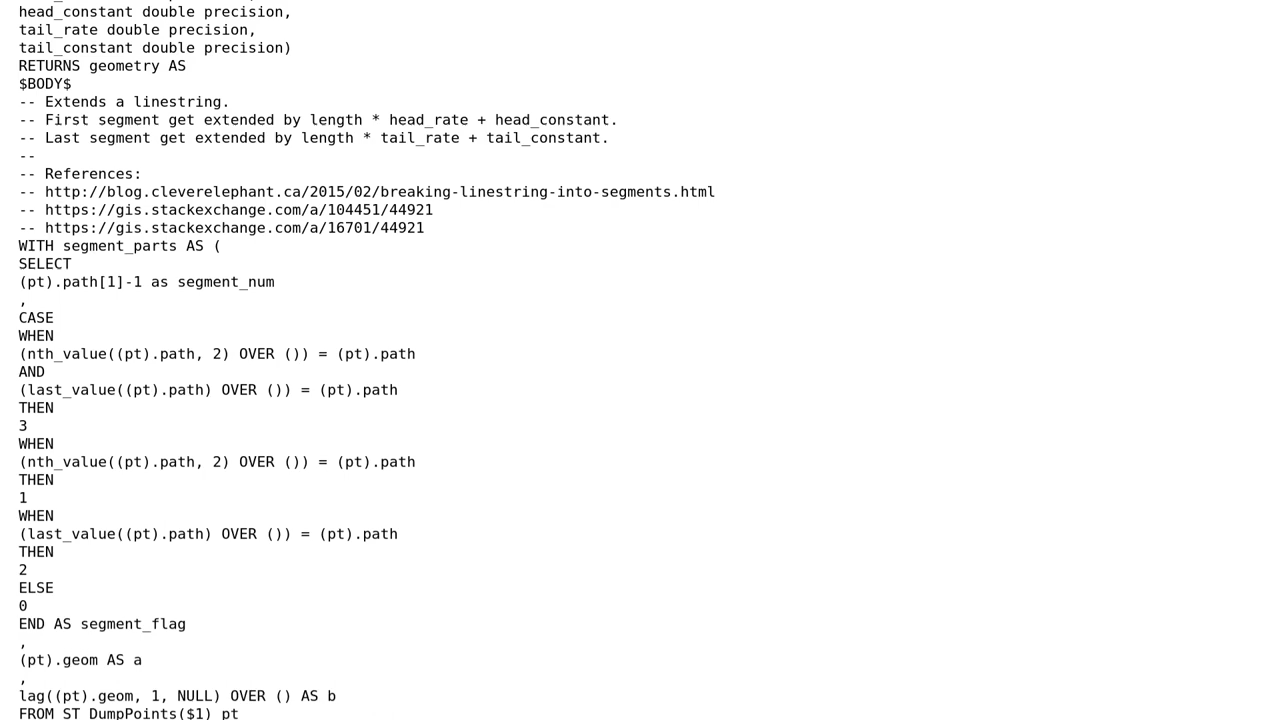 head_constant double precision,
tail_rate double precision,
tail_constant double precision)
RETURNS geometry AS
$BODY$
-- Extends a linestring.
-- First segment get extended by length * head_rate + head_constant.
-- Last segment get extended by length * tail_rate + tail_constant.
--
-- References:
-- http://blog.cleverelephant.ca/2015/02/breaking-linestring-into-segments.html
-- https://gis.stackexchange.com/a/104451/44921
-- https://gis.stackexchange.com/a/16701/44921
WITH segment_parts AS (
SELECT
(pt).path[1]-1 as segment_num
,
CASE
WHEN
(nth_value((pt).path, 2) OVER ()) = (pt).path
AND
(last_value((pt).path) OVER ()) = (pt).path
THEN
3
WHEN
(nth_value((pt).path, 2) OVER ()) = (pt).path
THEN
1
WHEN
(last_value((pt).path) OVER ()) = (pt).path
THEN
2
ELSE
0
END AS segment_flag
,
(pt).geom AS a
,
lag((pt).geom, 1, NULL) OVER () AS b
FROM ST_DumpPoints($1) pt